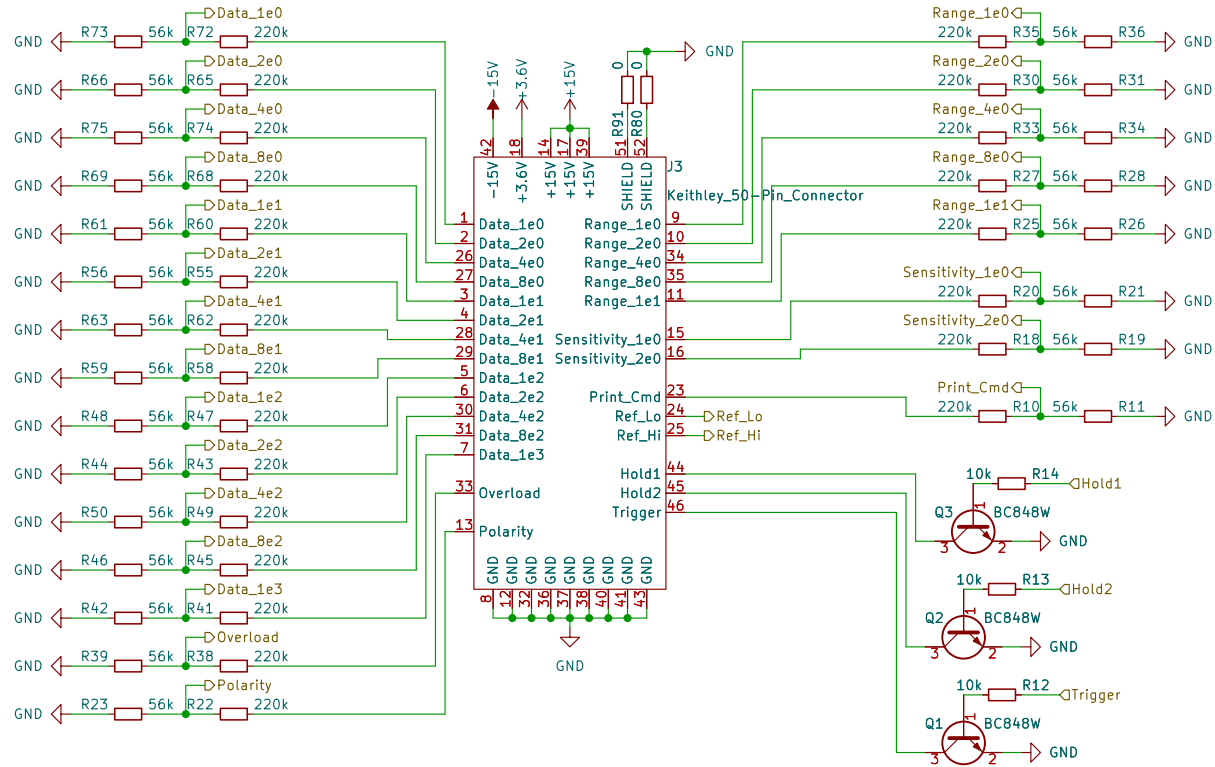 Data_1e0
GND R73 56k R72 220k
Data_2e0
GND R66 56k R65 220k
Data_4e0
GND R75 56k R74 220k
Data_8e0
GND R69 56k R68 220k
Data_1e1
GND R61 56k R60 220k
Data_2e1
GND R56 56k R55 220k
Data_4e1
GND R63 56k R62 220k
Data_8e1
GND R59 56k R58 220k
Data_1e2
GND R48 56k R47 220k
Data_2e2
GND R44 56k R43 220k
Data_4e2
GND R50 56k R49 220k
Data_8e2
GND R46 56k R45 220k
Data_1e3
GND R42 56k R41 220k
Overload
GND R39 56k R38 220k
Polarity
GND R23 56k R22 220k
-15V
+3.6V
+15V
0
0
GND
R91
R80
42
18
14
17
39
51
52
-15V
+3.6V
+15V
+15V
+15V
SHIELD
SHIELD
J3
Keithley_50-Pin_Connector
1 Data_1e0
2 Data_2e0
26 Data_4e0
27 Data_8e0
3 Data_1e1
4 Data_2e1
28 Data_4e1
29 Data_8e1
5 Data_1e2
6 Data_2e2
30 Data_4e2
31 Data_8e2
7 Data_1e3
33 Overload
13 Polarity
Range_1e0 9
Range_2e0 10
Range_4e0 34
Range_8e0 35
Range_1e1 11
Sensitivity_1e0 15
Sensitivity_2e0 16
Print_Cmd 23
Ref_Lo 24 Ref_Lo
Ref_Hi 25 Ref_Hi
Hold1 44
Hold2 45
Trigger 46
GND
GND
GND
GND
GND
GND
GND
GND
GND
8
12
32
36
37
38
40
41
43
GND
Range_1e0
220k R35 56k R36 GND
Range_2e0
220k R30 56k R31 GND
Range_4e0
220k R33 56k R34 GND
Range_8e0
220k R27 56k R28 GND
Range_1e1
220k R25 56k R26 GND
Sensitivity_1e0
220k R20 56k R21 GND
Sensitivity_2e0
220k R18 56k R19 GND
Print_Cmd
220k R10 56k R11 GND
10k R14 Hold1
1
Q3 BC848W
3 2 GND
10k R13 Hold2
1
Q2 BC848W
3 2 GND
10k R12 Trigger
1
Q1 BC848W
3 2 GND